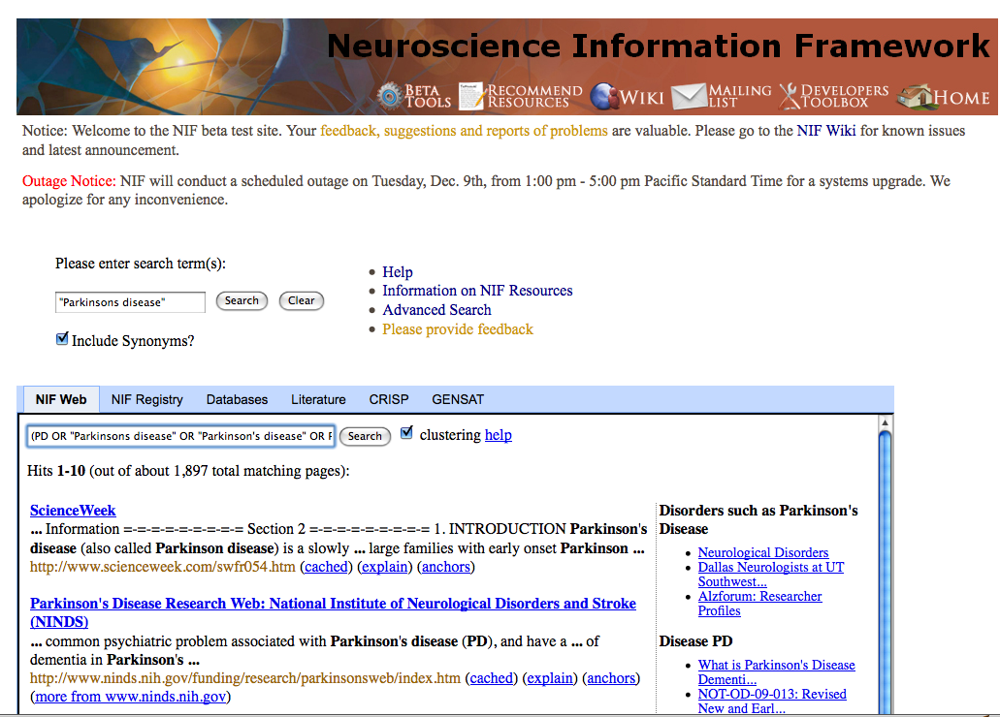 Neuroscience Information Framework
BETA TOOLS RECOMMEND RESOURCES WIKI MAILING LIST DEVELOPERS TOOLBOX HOME
Notice: Welcome to the NIF beta test site. Your feedback, suggestions and reports of problems are valuable. Please go to the NIF Wiki for known issues
and latest announcement.
Outage Notice: NIF will conduct a scheduled outage on Tuesday, Dec. 9th, from 1:00 pm - 5:00 pm Pacific Standard Time for a systems upgrade. We
apologize for any inconvenience.
Please enter search term(s):
"Parkinsons disease" Search Clear
Include Synonyms?
Help
Information on NIF Resources
Advanced Search
Please provide feedback
NIF Web NIF Registry Databases Literature CRISP GENSAT
(PD OR "Parkinsons disease" OR "Parkinson's disease" OR Search clustering help
Hits 1-10 (out of about 1,897 total matching pages):
ScienceWeek
... Information =-=-=-=-=-=-=-=-= Section 2 =-=-=-=-=-=-=-=-= 1. INTRODUCTION Parkinson's
disease (also called Parkinson disease) is a slowly ... large families with early onset Parkinson ...
http://www.scienceweek.com/swfr054.htm (cached) (explain) (anchors)
Parkinson's Disease Research Web: National Institute of Neurological Disorders and Stroke
(NINDS)
... common psychiatric problem associated with Parkinson's disease (PD), and have a ... of
dementia in Parkinson's ...
http://www.ninds.nih.gov/funding/research/parkinsonsweb/index.htm (cached) (explain) (anchors)
(more from www.ninds.nih.gov)
Disorders such as Parkinson's
Disease
Neurological Disorders
Dallas Neurologists at UT
Southwest...
Alzforum: Researcher
Profiles
Disease PD
What is Parkinson's Disease
Dementi...
NOT-OD-09-013: Revised
New and Earl...